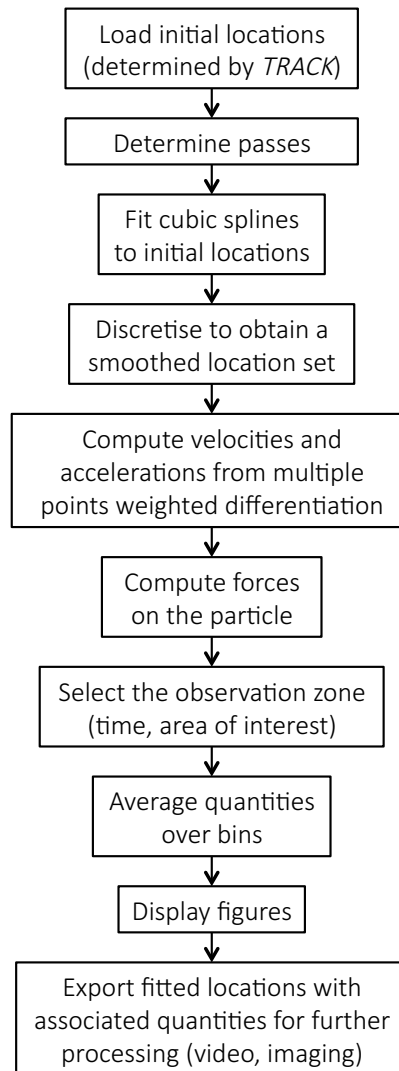 Load initial locations
(determined by TRACK)
Determine passes
Fit cubic splines
to initial locations
Discretise to obtain a
smoothed location set
Compute velocities and
accelerations from multiple
points weighted differentiation
Compute forces
on the particle
Select the observation zone
(time, area of interest)
Average quantities
over bins
Display figures
Export fitted locations with
associated quantities for further
processing (video, imaging)